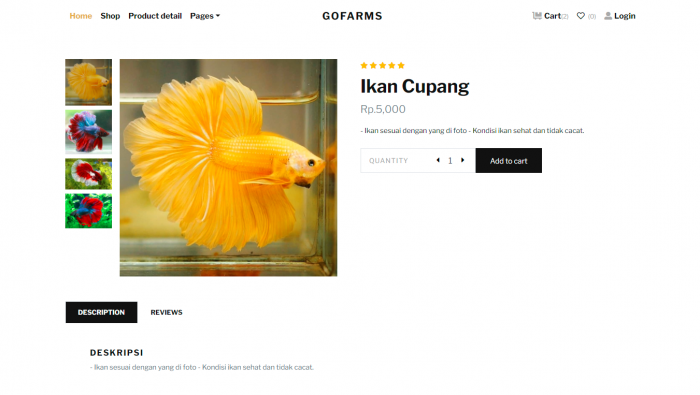 Home Shop Product detail Pages GOFARMS Cart(2) (0) Login
Ikan Cupang
Rp.5,000
- Ikan sesuai dengan yang di foto - Kondisi ikan sehat dan tidak cacat.
QUANTITY 1 Add to cart
DESCRIPTION REVIEWS
DESKRIPSI
- Ikan sesuai dengan yang di foto - Kondisi ikan sehat dan tidak cacat.